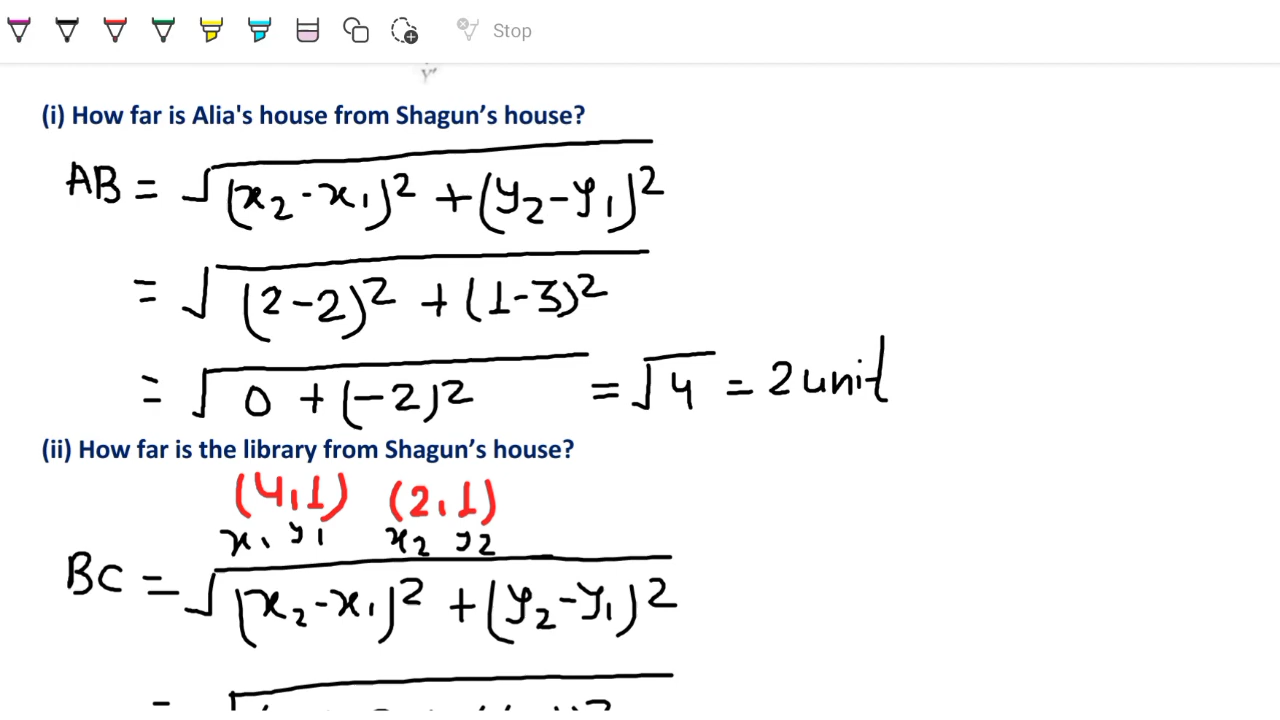 Stop
Y'
(i) How far is Alia's house from Shagun’s house?
AB = √(x₂-x₁)² + (y₂-y₁)²
= √(2-2)² + (1-3)²
= √0 + (-2)² = √4 = 2 unit
(ii) How far is the library from Shagun’s house?
(4,1) (2,1)
x₁ y₁ x₂ y₂
BC = √(x₂-x₁)² + (y₂-y₁)²
=